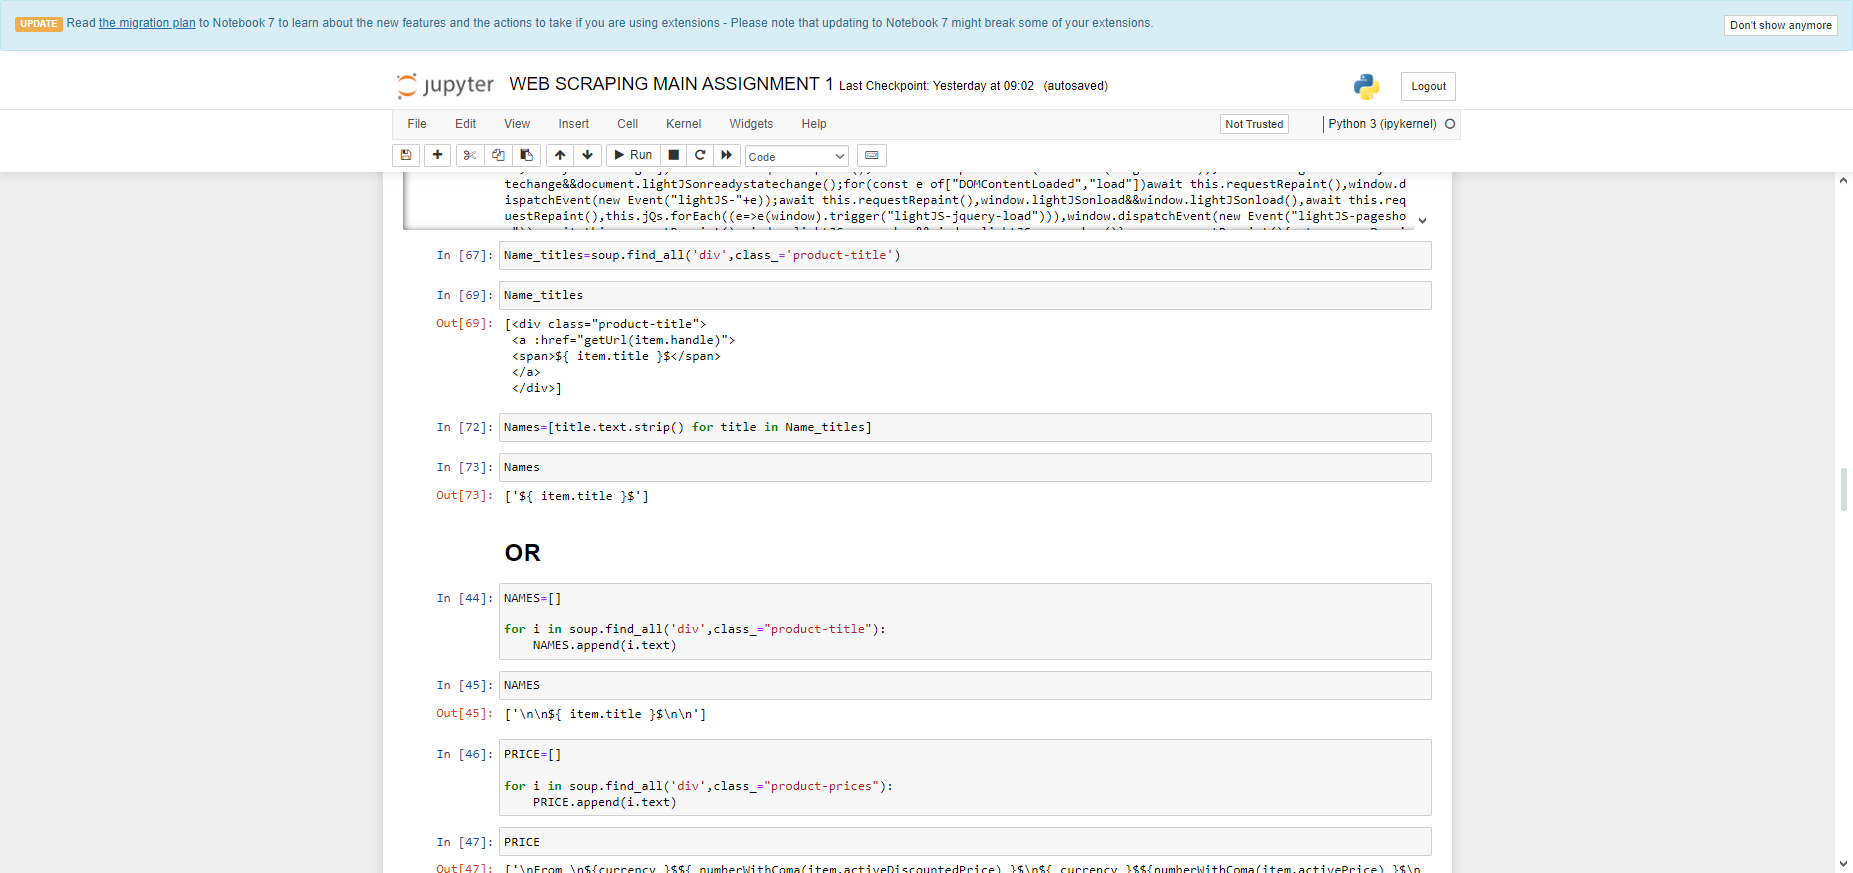 UPDATE Read the migration plan to Notebook 7 to learn about the new features and the actions to take if you are using extensions - Please note that updating to Notebook 7 might break some of your extensions.
Don't show anymore
jupyter WEB SCRAPING MAIN ASSIGNMENT 1 Last Checkpoint: Yesterday at 09:02 (autosaved)
Logout
File Edit View Insert Cell Kernel Widgets Help
Not Trusted
Python 3 (ipykernel)
Run
Code
techange&&document.lightJSonreadystatechange();for(const e of["DOMContentLoaded","load"])await this.requestRepaint(),window.d
ispatchEvent(new Event("lightJS-"+e));await this.requestRepaint(),window.lightJSonload&&window.lightJSonload(),await this.req
uestRepaint(),this.jQs.forEach((e=>e(window).trigger("lightJS-jquery-load"))),window.dispatchEvent(new Event("lightJS-pagesho
In [67]: Name_titles=soup.find_all('div',class_='product-title')
In [69]: Name_titles
Out[69]: [<div class="product-title">
<a :href="getUrl(item.handle)">
<span>${ item.title }$</span>
</a>
</div>]
In [72]: Names=[title.text.strip() for title in Name_titles]
In [73]: Names
Out[73]: ['${ item.title }$']
OR
In [44]: NAMES=[]
for i in soup.find_all('div',class_="product-title"):
NAMES.append(i.text)
In [45]: NAMES
Out[45]: ['\n\n${ item.title }$\n\n']
In [46]: PRICE=[]
for i in soup.find_all('div',class_="product-prices"):
PRICE.append(i.text)
In [47]: PRICE
Out[47]: ['\nFrom \n${currency }$${ numberWithComa(item.activeDiscountedPrice) }$\n${ currency }$${numberWithComa(item.activePrice) }$\n